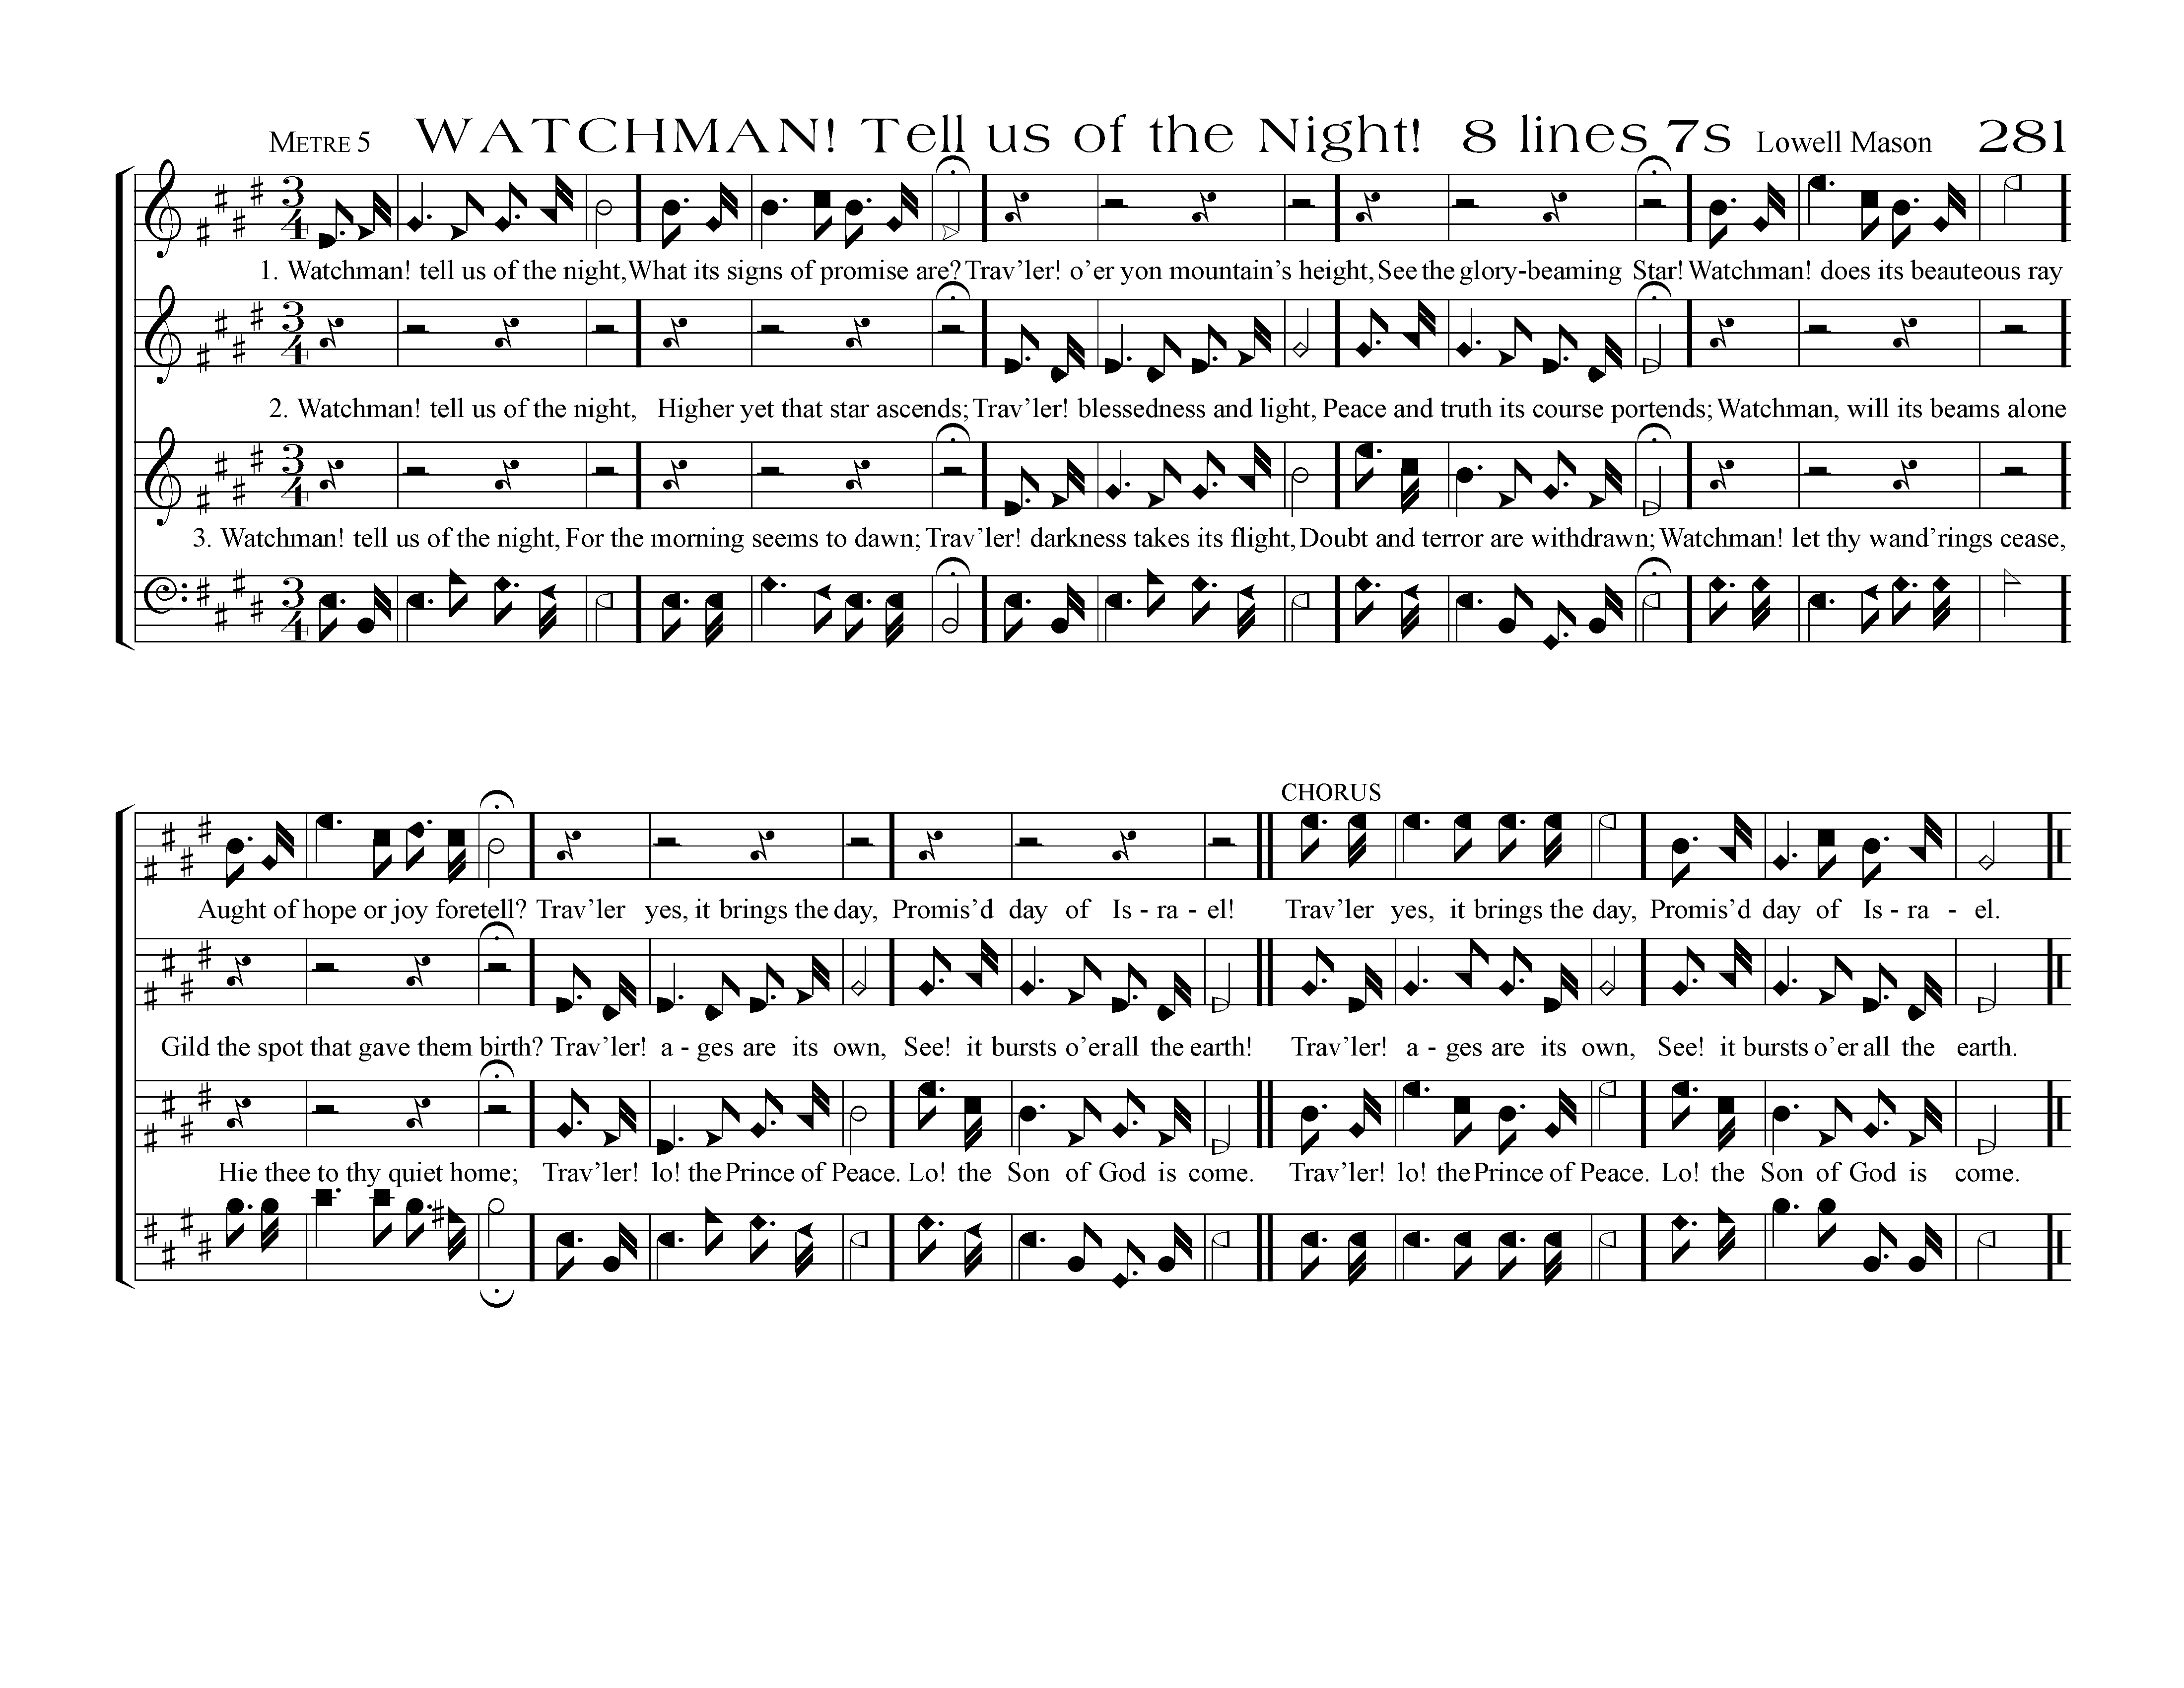 METRE 5 WATCHMAN! Tell us of the Night! 8 lines 7s Lowell Mason 281
3 4
1. Watchman! tell us of the night, What its signs of promise are? Trav’ler! o’er yon mountain’s height, See the glory-beaming Star! Watchman! does its beauteous ray
3 4
2. Watchman! tell us of the night, Higher yet that star ascends; Trav’ler! blessedness and light, Peace and truth its course portends; Watchman, will its beams alone
3 4
3. Watchman! tell us of the night, For the morning seems to dawn; Trav’ler! darkness takes its flight, Doubt and terror are withdrawn; Watchman! let thy wand’rings cease,
3 4
CHORUS
Aught of hope or joy foretell? Trav’ler yes, it brings the day, Promis’d day of Is - ra - el! Trav’ler yes, it brings the day, Promis’d day of Is - ra - el.
Gild the spot that gave them birth? Trav’ler! a - ges are its own, See! it bursts o’er all the earth! Trav’ler! a - ges are its own, See! it bursts o’er all the earth.
Hie thee to thy quiet home; Trav’ler! lo! the Prince of Peace. Lo! the Son of God is come. Trav’ler! lo! the Prince of Peace. Lo! the Son of God is come.